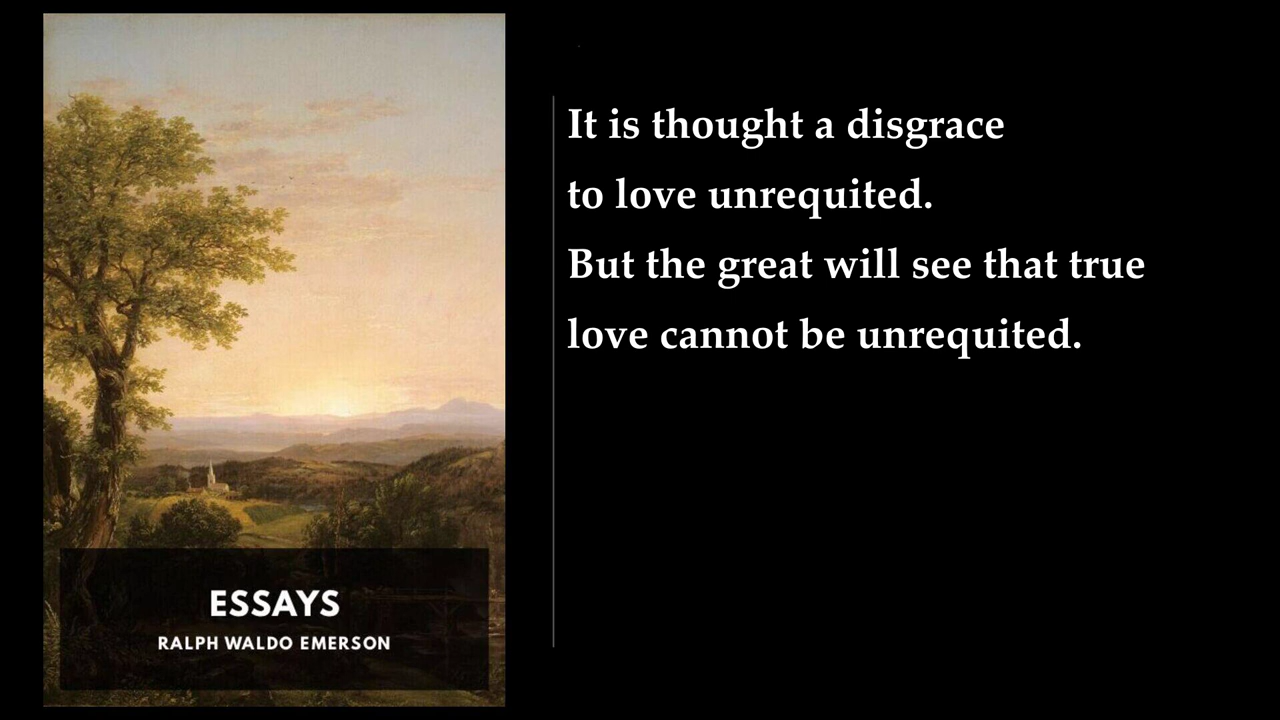 ESSAYS
RALPH WALDO EMERSON
It is thought a disgrace
to love unrequited.
But the great will see that true
love cannot be unrequited.